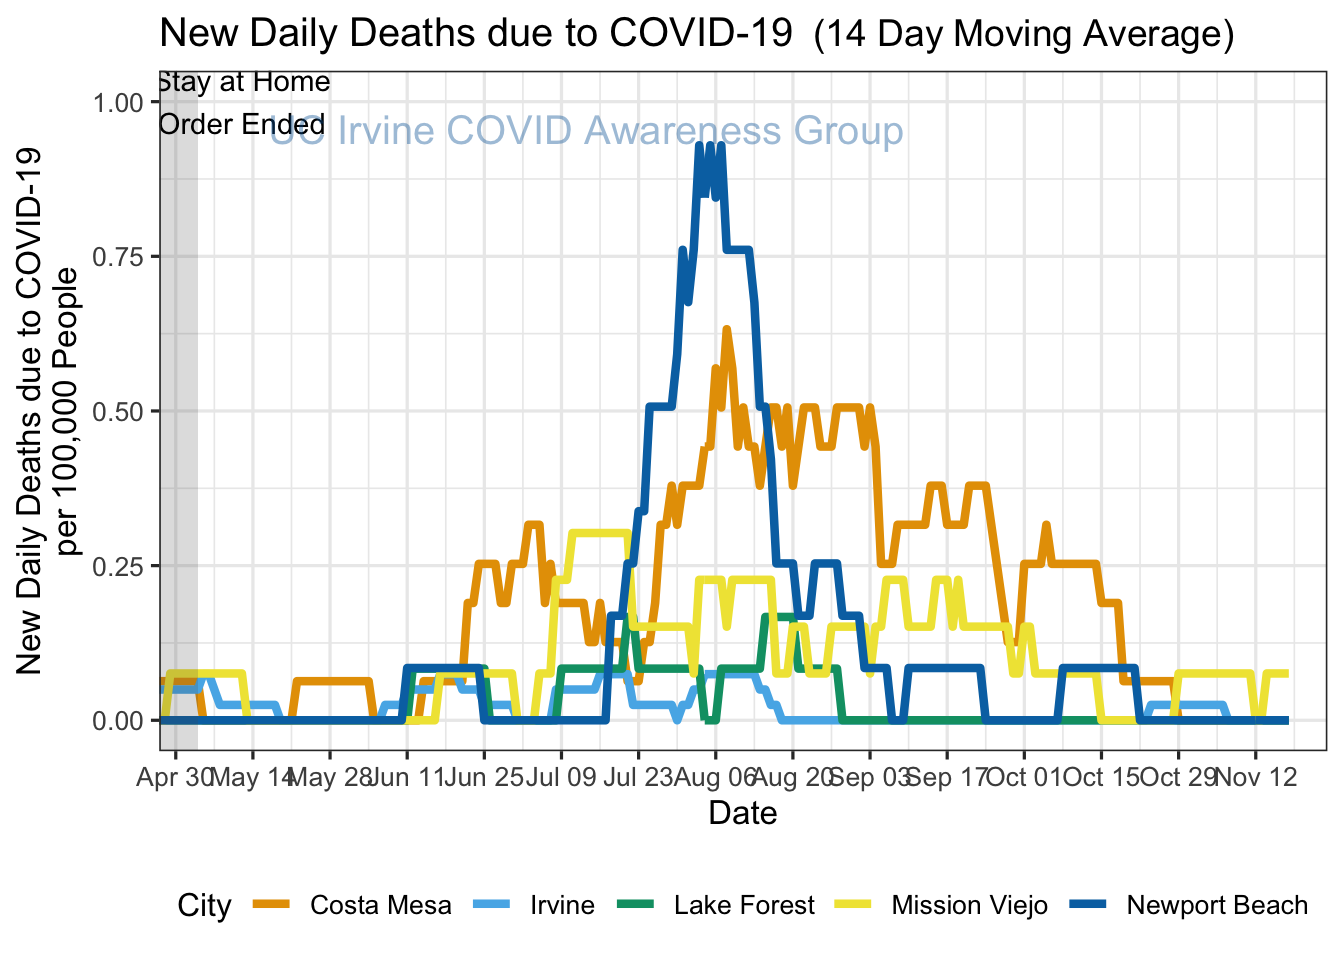 New Daily Deaths due to COVID-19 (14 Day Moving Average)
Stay at Home
Order Ended
UC Irvine COVID Awareness Group
New Daily Deaths due to COVID-19
per 100,000 People
1.00
0.75
0.50
0.25
0.00
Apr 30 May 14 May 28 Jun 11 Jun 25 Jul 09 Jul 23 Aug 06 Aug 20 Sep 03 Sep 17 Oct 01 Oct 15 Oct 29 Nov 12
Date
City Costa Mesa Irvine Lake Forest Mission Viejo Newport Beach